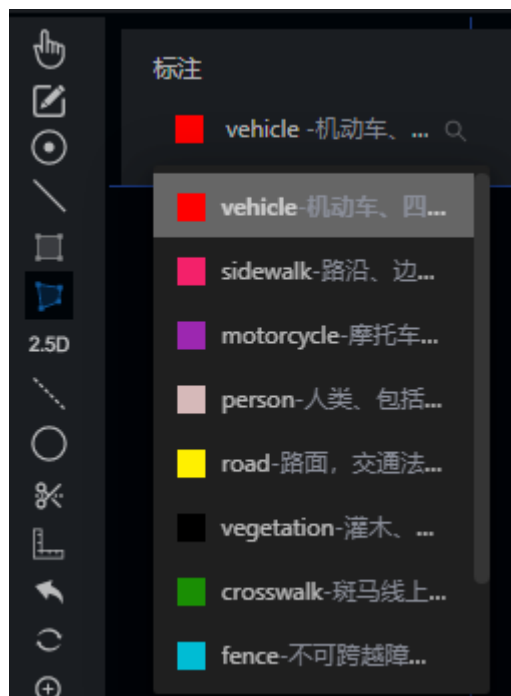 标注
vehicle -机动车、 ...
vehicle-机动车、四...
sidewalk-路沿、边...
2.5D
motorcycle-摩托车...
person-人类、包括...
road-路面，交通法...
vegetation-灌木、 ...
crosswalk-斑马线上...
fence-不可跨越障...